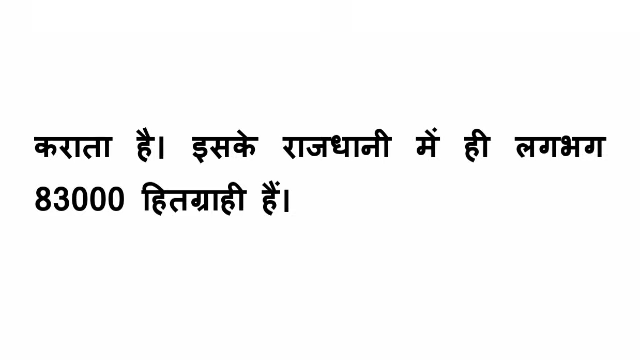 कराता है। इसके राजधानी में ही लगभग
83000 हितग्राही हैं।